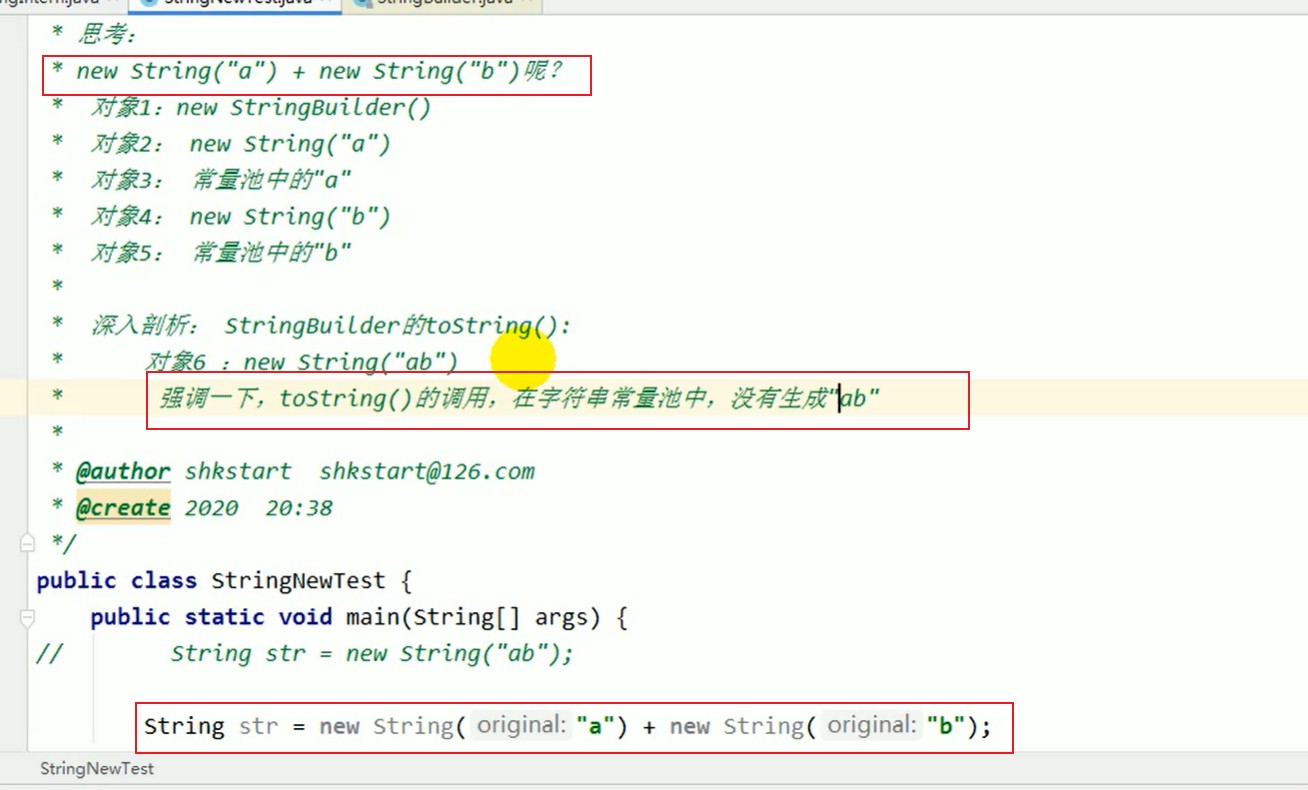 StringNewTest.java StringBuilder.java
* 思考:
* new String("a") + new String("b")呢?
* 对象1: new StringBuilder()
* 对象2: new String("a")
* 对象3: 常量池中的"a"
* 对象4: new String("b")
* 对象5: 常量池中的"b"
*
* 深入剖析: StringBuilder的toString():
* 对象6 : new String("ab")
* 强调一下，toString()的调用，在字符串常量池中，没有生成"ab"
*
* @author shkstart shkstart@126.com
* @create 2020 20:38
*/
public class StringNewTest {
public static void main(String[] args) {
// String str = new String("ab");
String str = new String( original: "a") + new String( original: "b");
StringNewTest